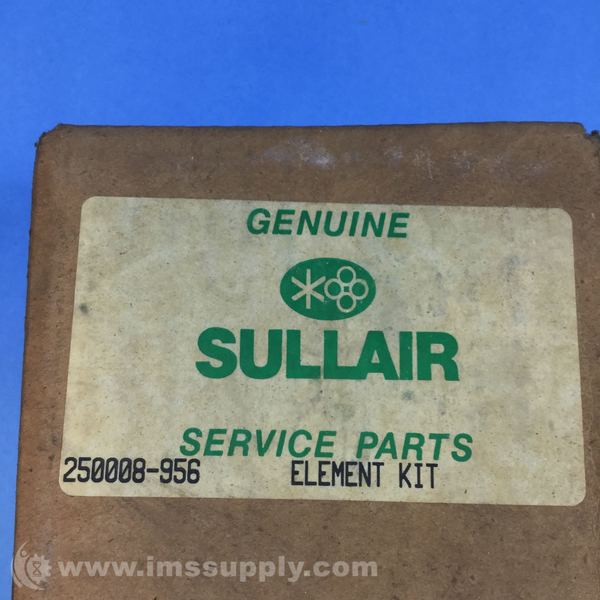 GENUINE
SULLAIR
SERVICE PARTS
250008-956 ELEMENT KIT
www.imssupply.com